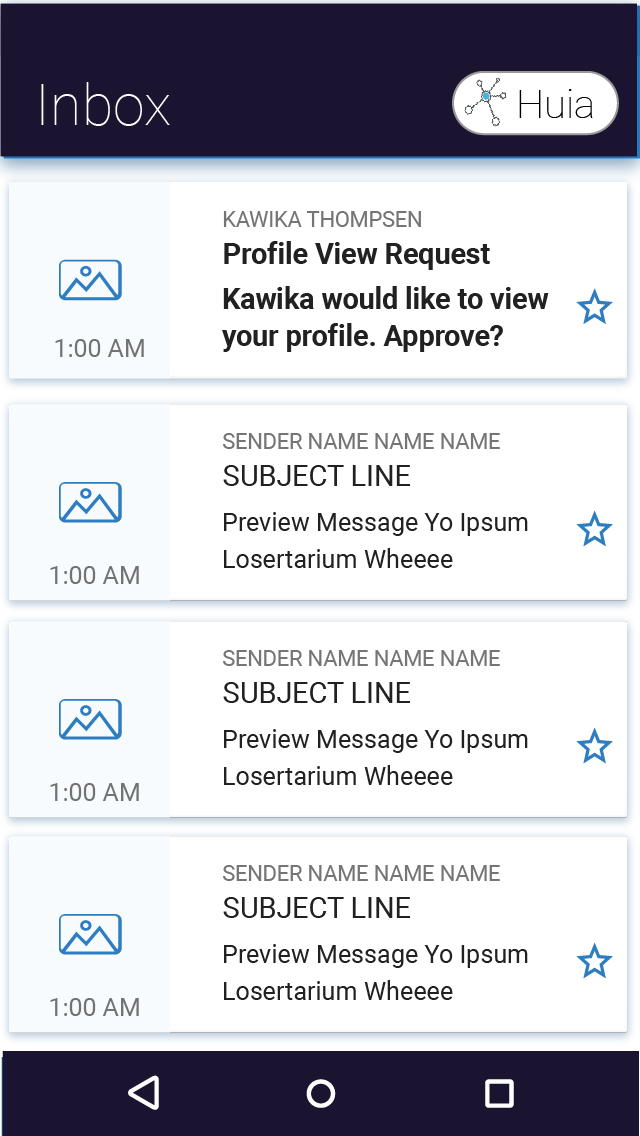 Inbox
Huia
KAWIKA THOMPSEN
Profile View Request
Kawika would like to view
your profile. Approve?
1:00 AM
SENDER NAME NAME NAME
SUBJECT LINE
Preview Message Yo Ipsum
Losertarium Wheeee
1:00 AM
SENDER NAME NAME NAME
SUBJECT LINE
Preview Message Yo Ipsum
Losertarium Wheeee
1:00 AM
SENDER NAME NAME NAME
SUBJECT LINE
Preview Message Yo Ipsum
Losertarium Wheeee
1:00 AM